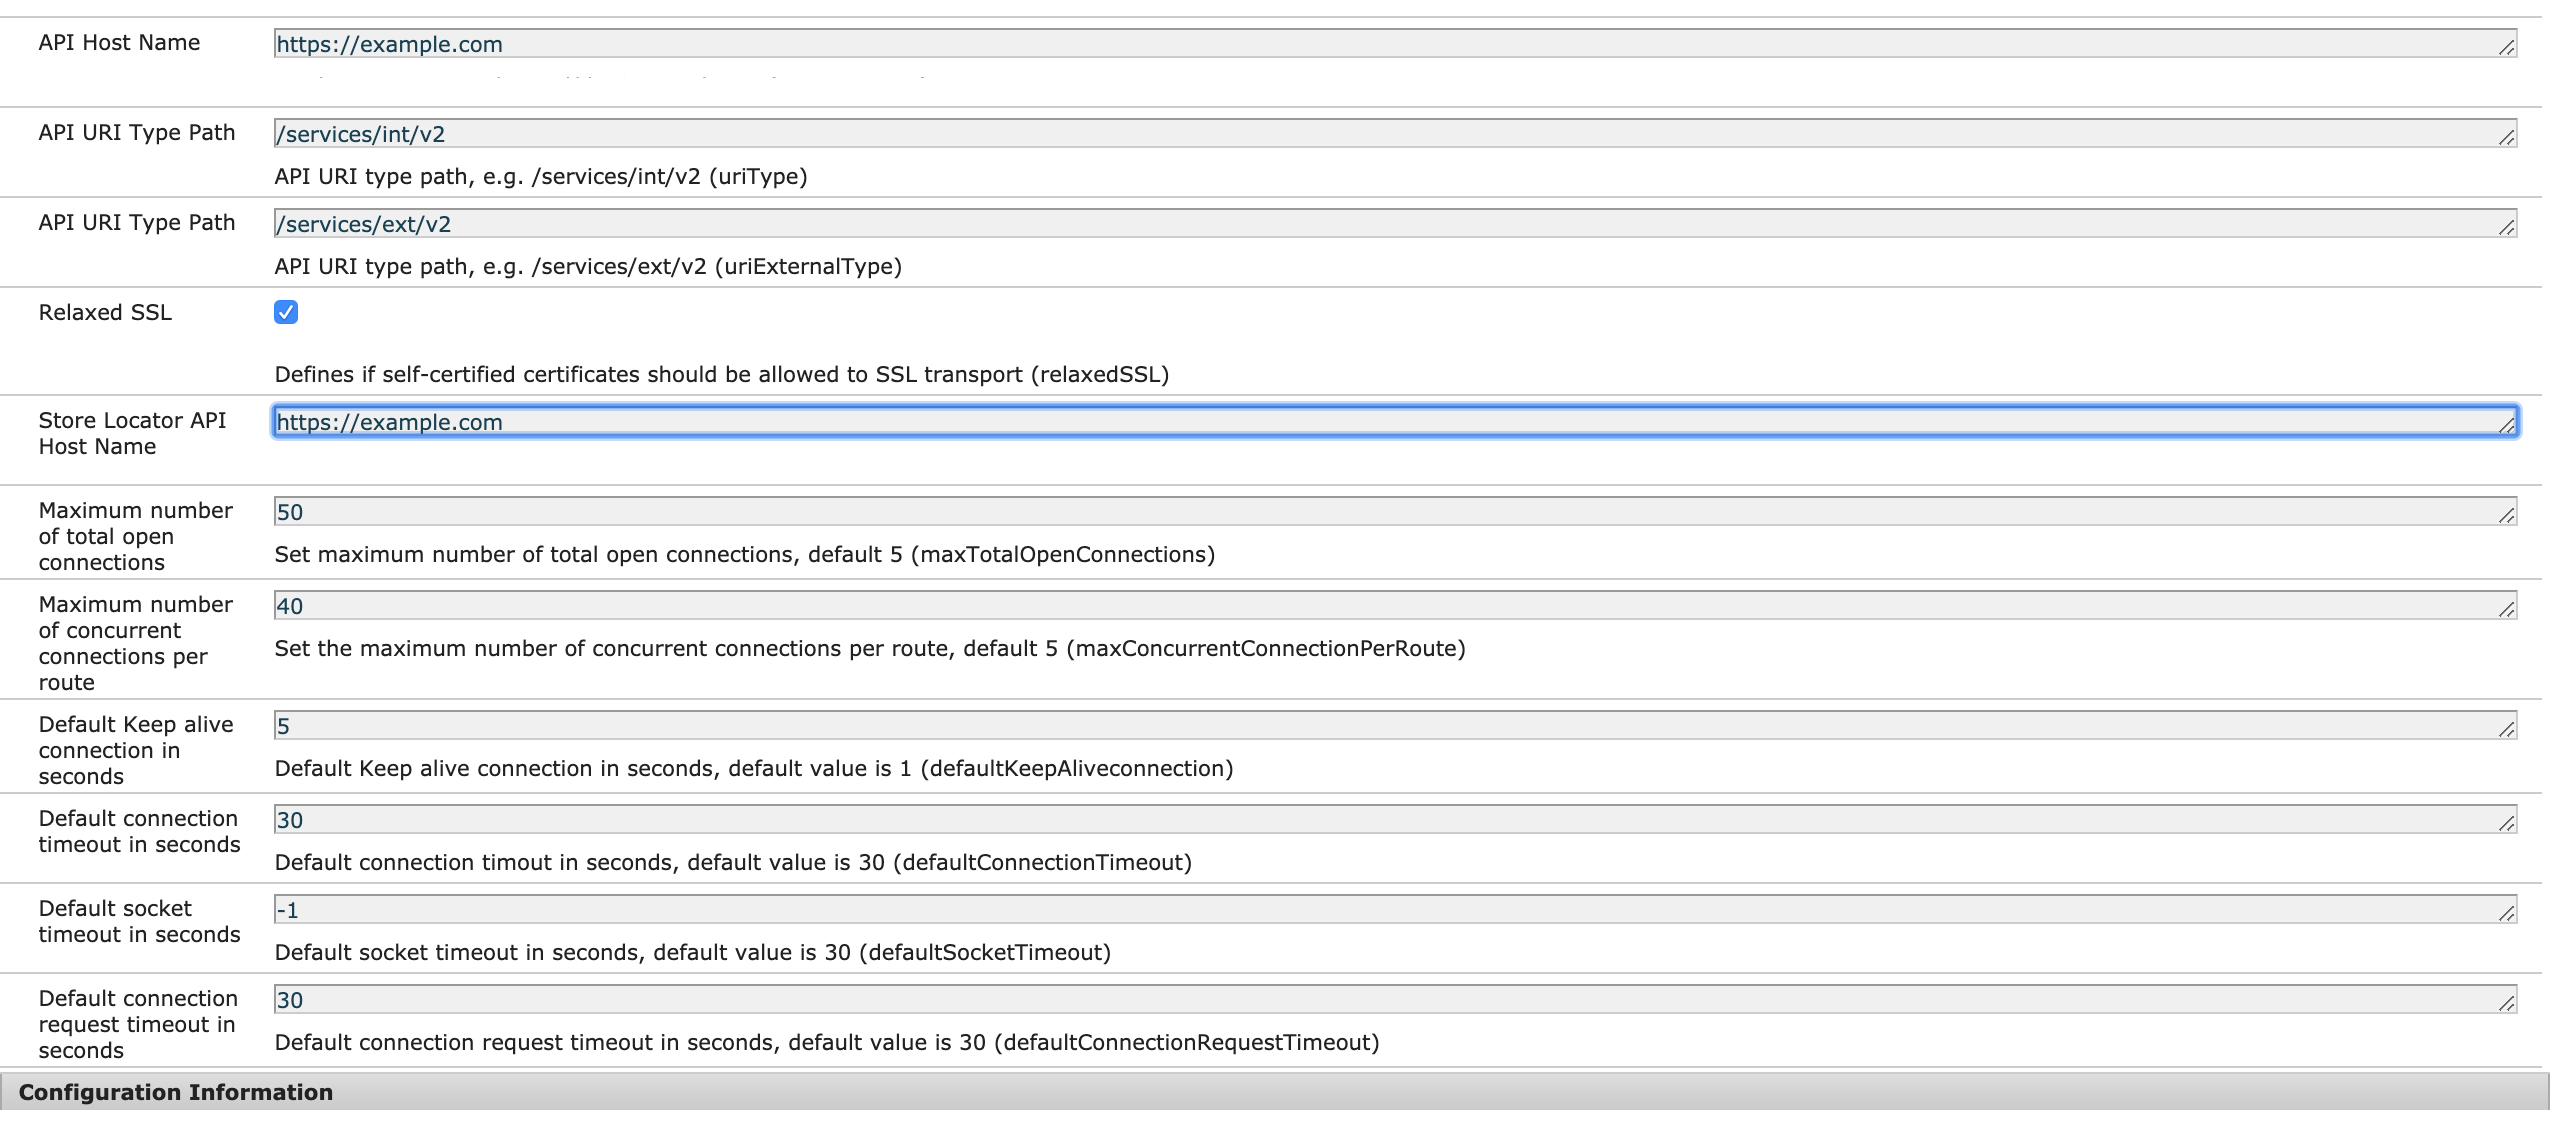 API Host Name
https://example.com
API URI Type Path
/services/int/v2
API URI type path, e.g. /services/int/v2 (uriType)
API URI Type Path
/services/ext/v2
API URI type path, e.g. /services/ext/v2 (uriExternalType)
Relaxed SSL
Defines if self-certified certificates should be allowed to SSL transport (relaxedSSL)
Store Locator API
Host Name
https://example.com
Maximum number
of total open
connections
50
Set maximum number of total open connections, default 5 (maxTotalOpenConnections)
Maximum number
of concurrent
connections per
route
40
Set the maximum number of concurrent connections per route, default 5 (maxConcurrentConnectionPerRoute)
Default Keep alive
connection in
seconds
5
Default Keep alive connection in seconds, default value is 1 (defaultKeepAliveconnection)
Default connection
timeout in seconds
30
Default connection timout in seconds, default value is 30 (defaultConnectionTimeout)
Default socket
timeout in seconds
-1
Default socket timeout in seconds, default value is 30 (defaultSocketTimeout)
Default connection
request timeout in
seconds
30
Default connection request timeout in seconds, default value is 30 (defaultConnectionRequestTimeout)
Configuration Information